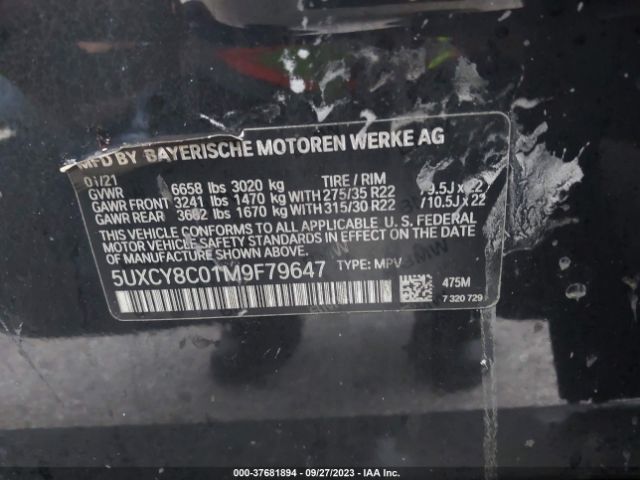 MFD BY BAYERISCHE MOTOREN WERKE AG
01/21
GVWR 6658 lbs 3020 kg TIRE / RIM
GAWR FRONT 3241 lbs 1470 kg WITH 275/35 R22 /9.5J x 22
GAWR REAR 3682 lbs 1670 kg WITH 315/30 R22 /10.5J x 22
THIS VEHICLE CONFORMS TO ALL APPLICABLE U.S. FEDERAL
MOTOR VEHICLE SAFETY STANDARDS IN EFFECT ON THE DATE
OF MANUFACTURE SHOWN ABOVE.
5UXCY8C01M9F79647 TYPE: MPV
475M
7 320 729
000-37681894 | 09/27/2023 | IAA Inc.